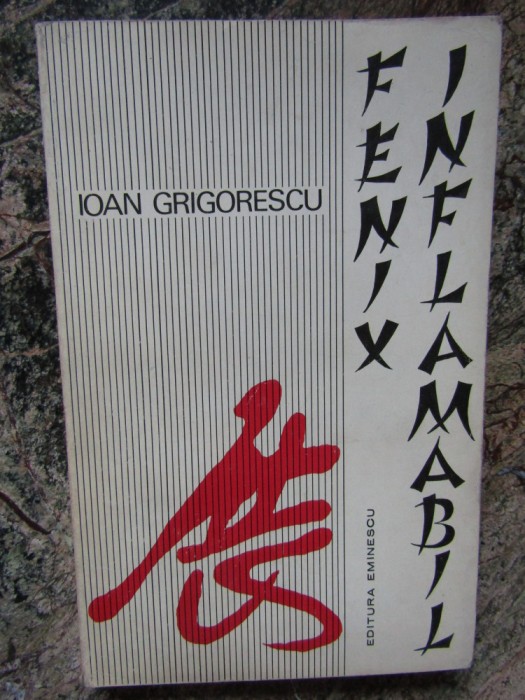 IOAN GRIGORESCU
FENIX
INFLAMABIL
EDITURA EMINESCU